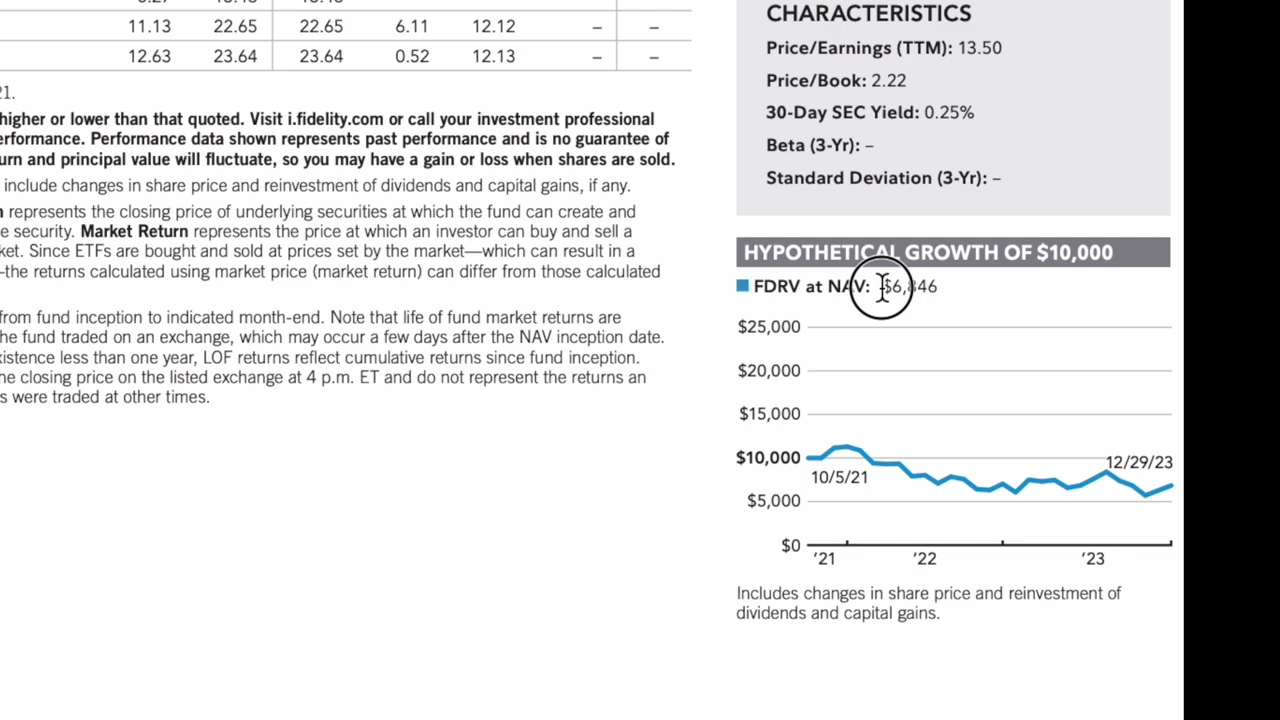 11.13 22.65 22.65 6.11 12.12 – –
12.63 23.64 23.64 0.52 12.13 – –
21.
higher or lower than that quoted. Visit i.fidelity.com or call your investment professional
erformance. Performance data shown represents past performance and is no guarantee of
urn and principal value will fluctuate, so you may have a gain or loss when shares are sold.
include changes in share price and reinvestment of dividends and capital gains, if any.
n represents the closing price of underlying securities at which the fund can create and
e security. Market Return represents the price at which an investor can buy and sell a
ket. Since ETFs are bought and sold at prices set by the market—which can result in a
–the returns calculated using market price (market return) can differ from those calculated
from fund inception to indicated month-end. Note that life of fund market returns are
he fund traded on an exchange, which may occur a few days after the NAV inception date.
xistence less than one year, LOF returns reflect cumulative returns since fund inception.
he closing price on the listed exchange at 4 p.m. ET and do not represent the returns an
s were traded at other times.
CHARACTERISTICS
Price/Earnings (TTM): 13.50
Price/Book: 2.22
30-Day SEC Yield: 0.25%
Beta (3-Yr): –
Standard Deviation (3-Yr): –
HYPOTHETICAL GROWTH OF $10,000
FDRV at NAV: $6,846
$25,000
$20,000
$15,000
$10,000
12/29/23
10/5/21
$5,000
$0
'21 '22 '23
Includes changes in share price and reinvestment of
dividends and capital gains.